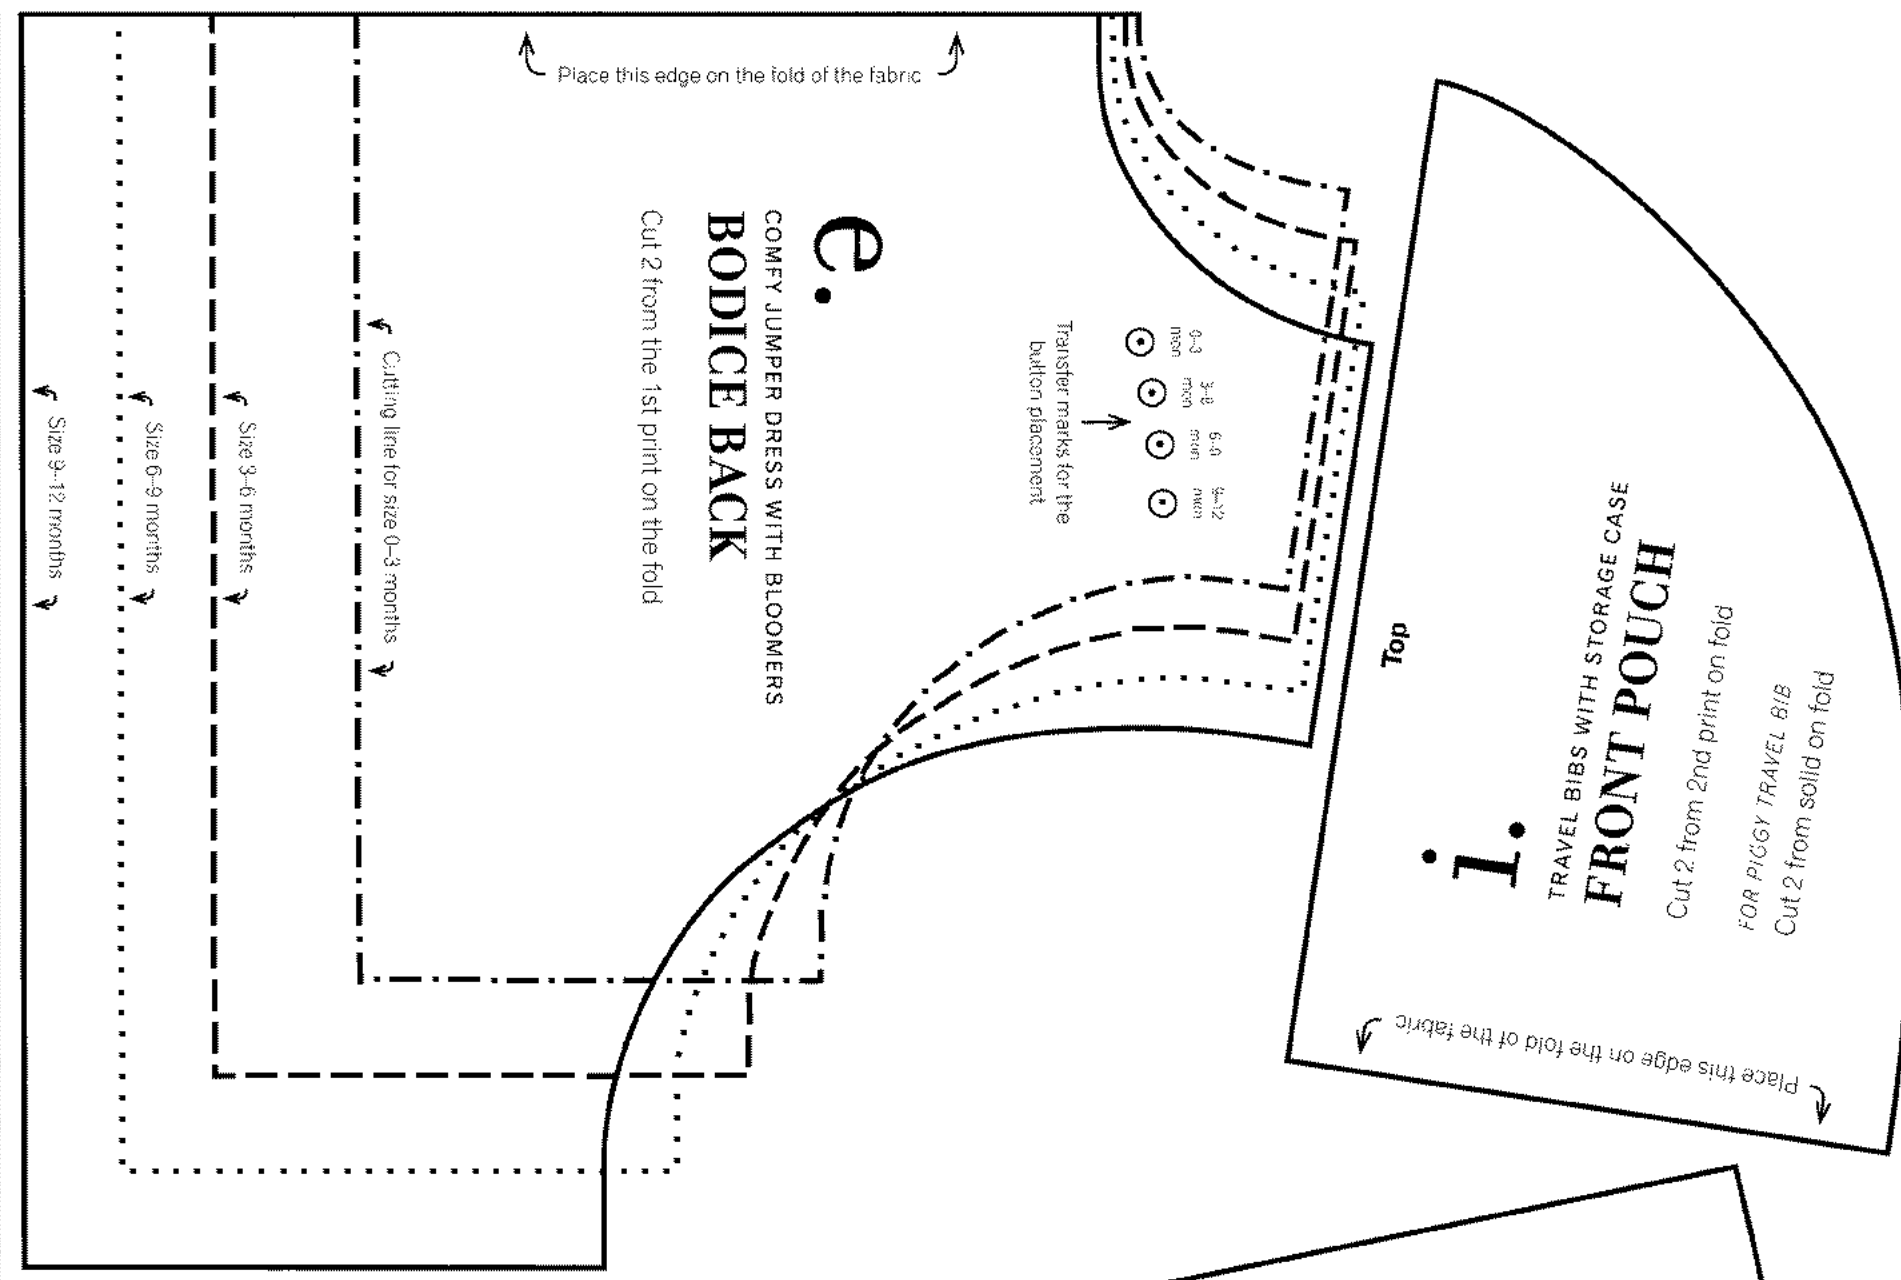 Place this edge on the fold of the fabric
e.
COMFY JUMPER DRESS WITH BLOOMERS
BODICE BACK
Cut 2 from the 1st print on the fold
Cutting line for size 0–3 months
Size 3–6 months
Size 6–9 months
Size 9–12 months
0–3
mon
3–6
mon
6–9
mon
9–12
mon
Transfer marks for the
button placement
Top
i.
TRAVEL BIBS WITH STORAGE CASE
FRONT POUCH
Cut 2 from 2nd print on fold
FOR PIGGY TRAVEL BIB
Cut 2 from solid on fold
Place this edge on the fold of the fabric